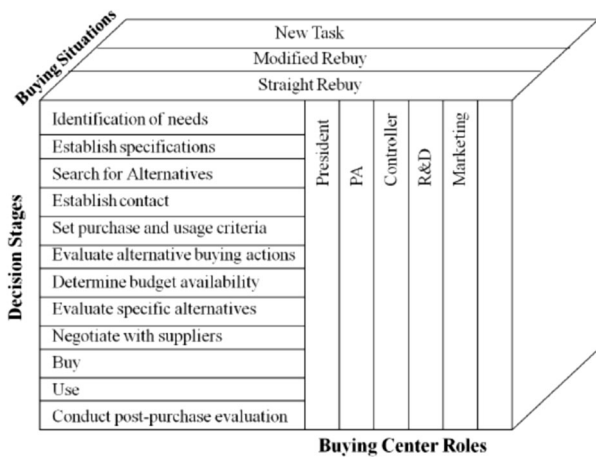 Buying Situations
New Task
Modified Rebuy
Straight Rebuy
Decision Stages
Identification of needs
Establish specifications
Search for Alternatives
Establish contact
Set purchase and usage criteria
Evaluate alternative buying actions
Determine budget availability
Evaluate specific alternatives
Negotiate with suppliers
Buy
Use
Conduct post-purchase evaluation
President
PA
Controller
R&D
Marketing
Buying Center Roles